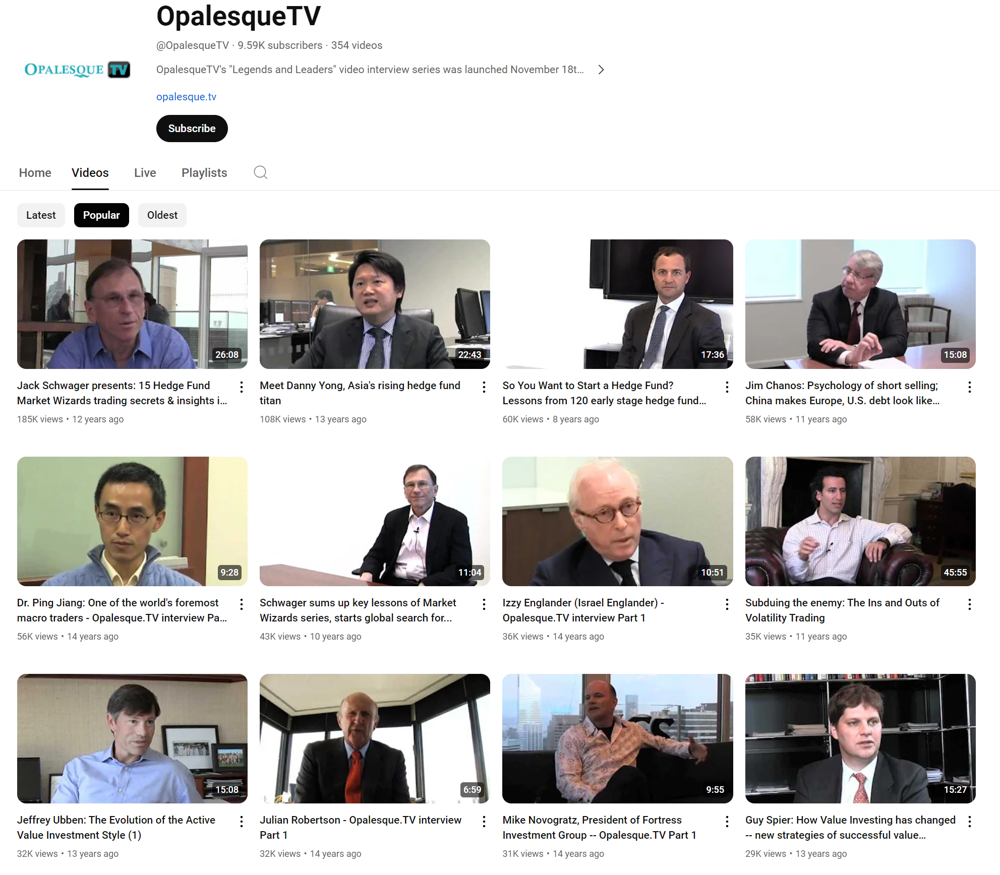 OpalesqueTV
@OpalesqueTV · 9.59K subscribers · 354 videos
OPALESQUE TV
OpalesqueTV's "Legends and Leaders" video interview series was launched November 18t...
opalesque.tv
Subscribe
Home Videos Live Playlists
Latest Popular Oldest
26:08
22:43
17:36
15:08
Jack Schwager presents: 15 Hedge Fund
Market Wizards trading secrets & insights i...
185K views • 12 years ago
Meet Danny Yong, Asia's rising hedge fund
titan
108K views • 13 years ago
So You Want to Start a Hedge Fund?
Lessons from 120 early stage hedge fund...
60K views • 8 years ago
Jim Chanos: Psychology of short selling;
China makes Europe, U.S. debt look like...
58K views • 11 years ago
9:28
11:04
10:51
45:55
Dr. Ping Jiang: One of the world's foremost
macro traders - Opalesque.TV interview Pa...
56K views • 14 years ago
Schwager sums up key lessons of Market
Wizards series, starts global search for...
43K views • 10 years ago
Izzy Englander (Israel Englander) -
Opalesque.TV interview Part 1
36K views • 14 years ago
Subduing the enemy: The Ins and Outs of
Volatility Trading
35K views • 11 years ago
15:08
6:59
9:55
15:27
Jeffrey Ubben: The Evolution of the Active
Value Investment Style (1)
32K views • 13 years ago
Julian Robertson - Opalesque.TV interview
Part 1
32K views • 14 years ago
Mike Novogratz, President of Fortress
Investment Group -- Opalesque.TV Part 1
31K views • 14 years ago
Guy Spier: How Value Investing has changed
-- new strategies of successful value...
29K views • 13 years ago